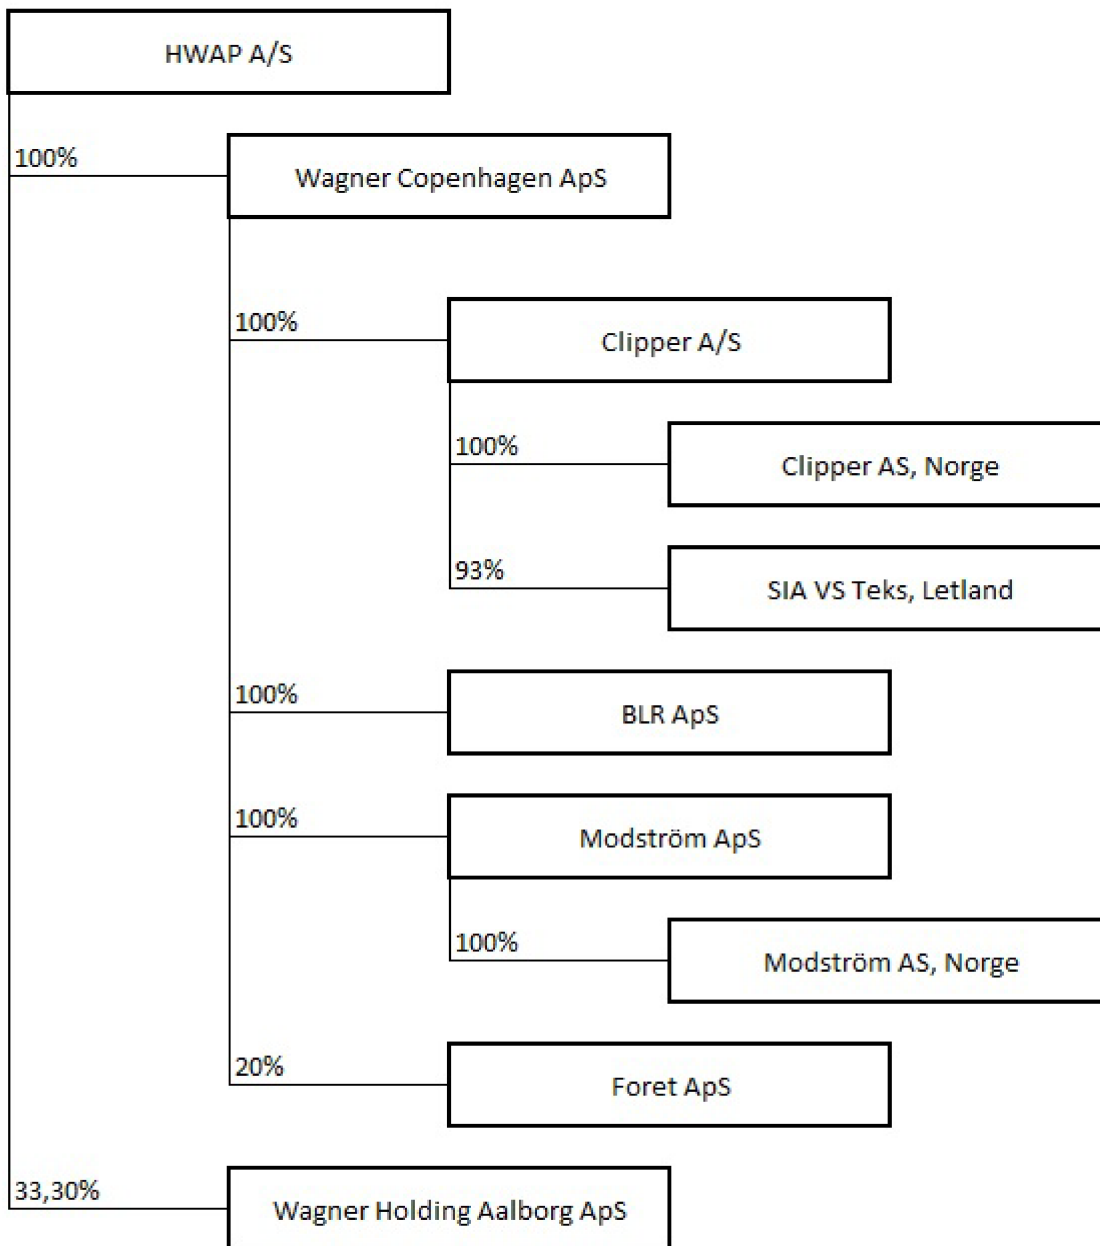 HWAP A/S
100%
Wagner Copenhagen ApS
100%
Clipper A/S
100%
Clipper AS, Norge
93%
SIA VS Teks, Letland
100%
BLR ApS
100%
Modström ApS
100%
Modström AS, Norge
20%
Foret ApS
33,30%
Wagner Holding Aalborg ApS